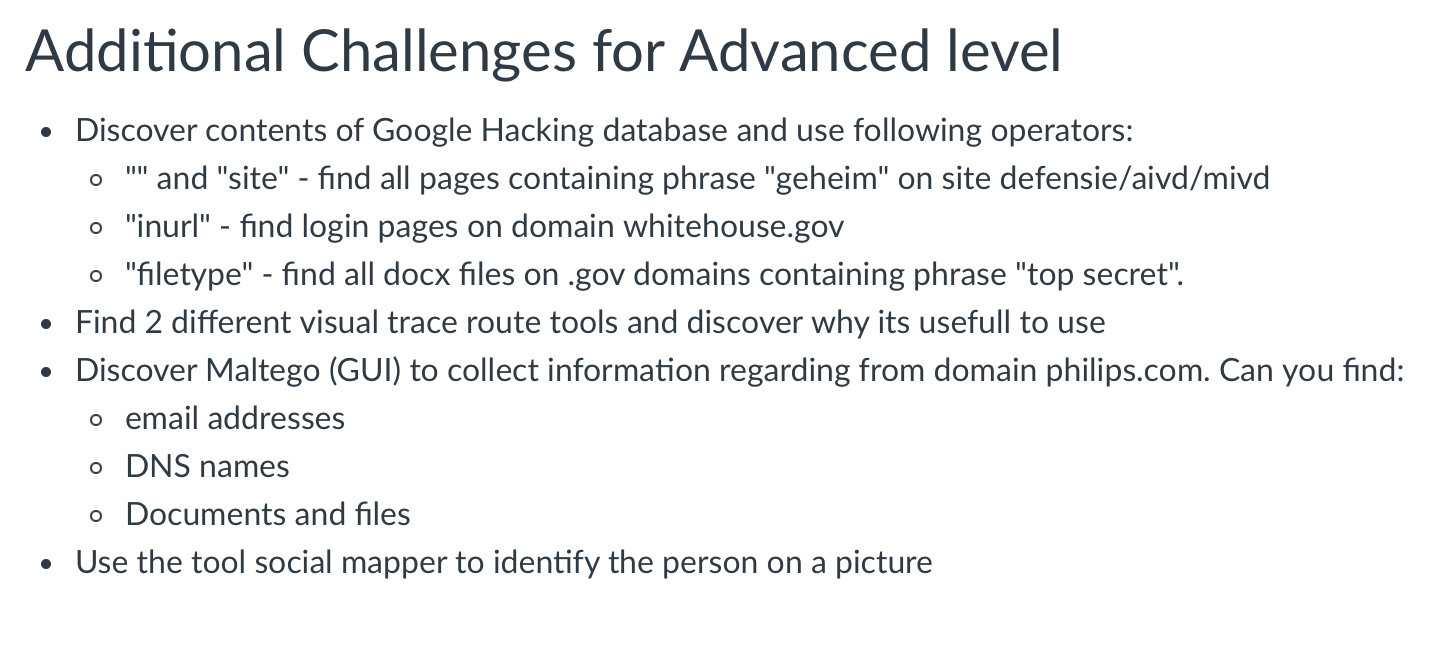 Additional Challenges for Advanced level
• Discover contents of Google Hacking database and use following operators:
◦ "" and "site" - find all pages containing phrase "geheim" on site defensie/aivd/mivd
◦ "inurl" - find login pages on domain whitehouse.gov
◦ "filetype" - find all docx files on .gov domains containing phrase "top secret".
• Find 2 different visual trace route tools and discover why its usefull to use
• Discover Maltego (GUI) to collect information regarding from domain philips.com. Can you find:
◦ email addresses
◦ DNS names
◦ Documents and files
• Use the tool social mapper to identify the person on a picture